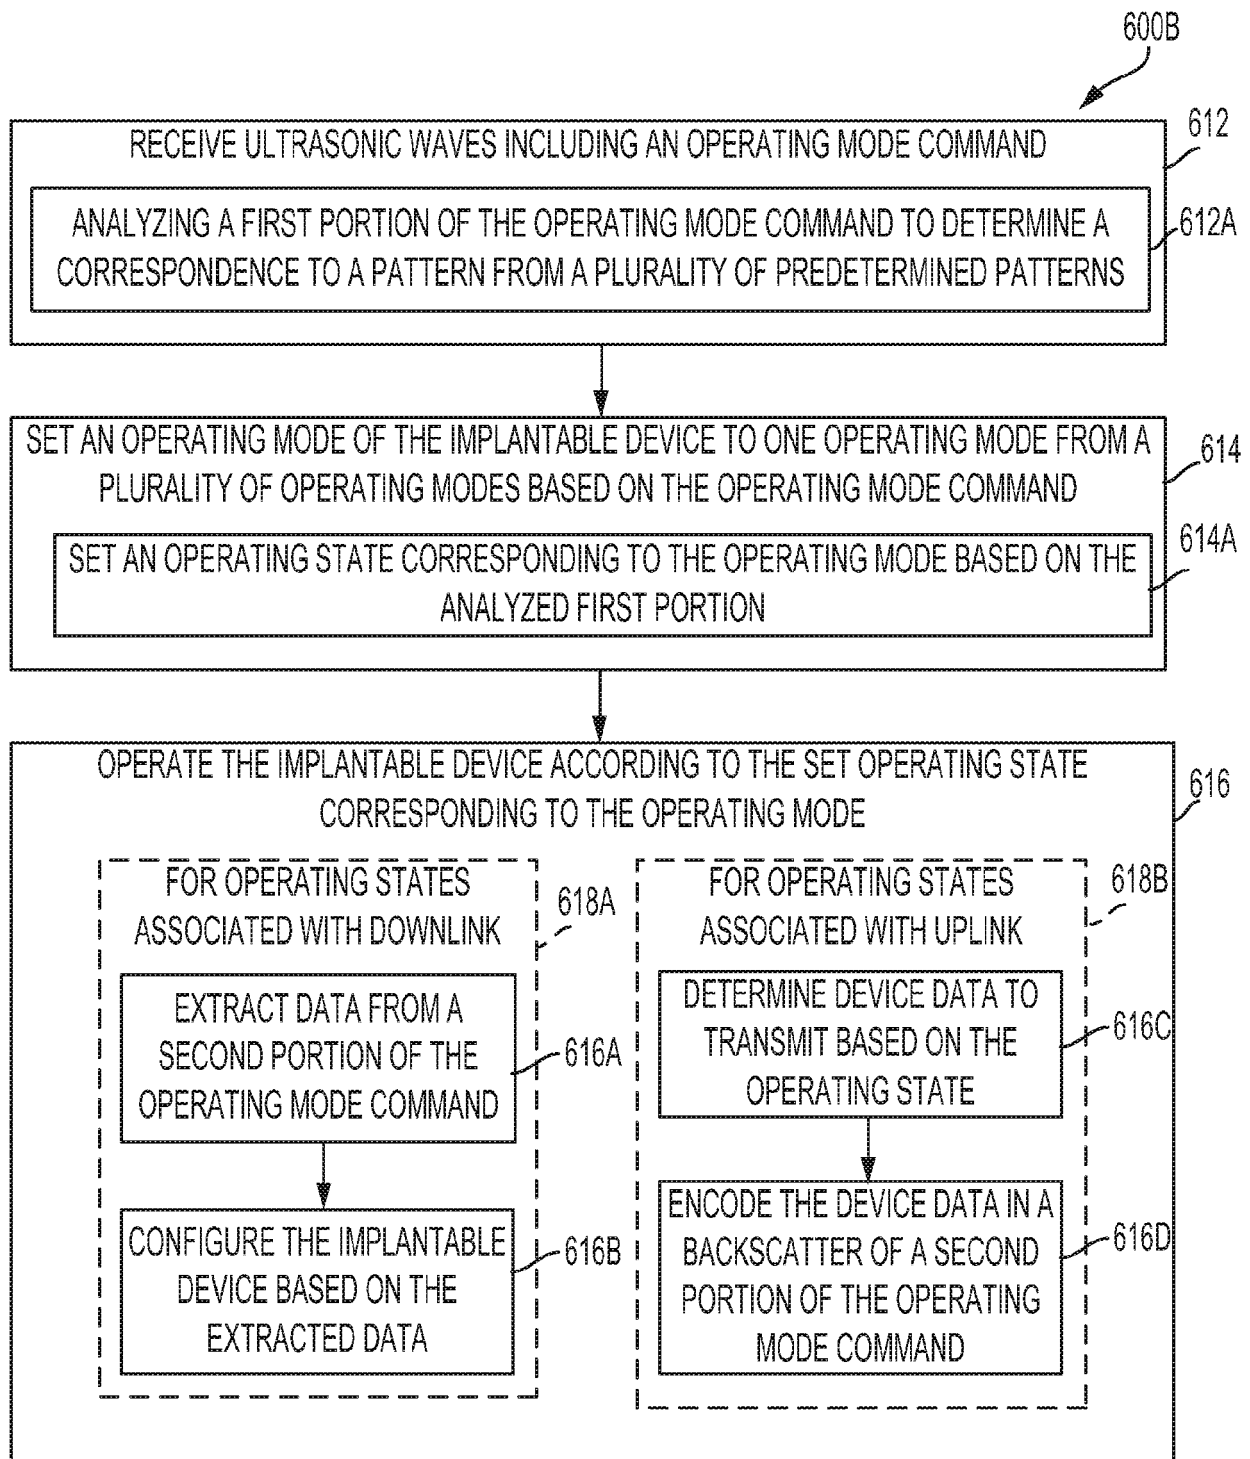 600B
RECEIVE ULTRASONIC WAVES INCLUDING AN OPERATING MODE COMMAND
612
ANALYZING A FIRST PORTION OF THE OPERATING MODE COMMAND TO DETERMINE A
CORRESPONDENCE TO A PATTERN FROM A PLURALITY OF PREDETERMINED PATTERNS
612A
SET AN OPERATING MODE OF THE IMPLANTABLE DEVICE TO ONE OPERATING MODE FROM A
PLURALITY OF OPERATING MODES BASED ON THE OPERATING MODE COMMAND
614
SET AN OPERATING STATE CORRESPONDING TO THE OPERATING MODE BASED ON THE
ANALYZED FIRST PORTION
614A
OPERATE THE IMPLANTABLE DEVICE ACCORDING TO THE SET OPERATING STATE
CORRESPONDING TO THE OPERATING MODE
616
FOR OPERATING STATES
ASSOCIATED WITH DOWNLINK
618A
EXTRACT DATA FROM A
SECOND PORTION OF THE
OPERATING MODE COMMAND
616A
CONFIGURE THE IMPLANTABLE
DEVICE BASED ON THE
EXTRACTED DATA
616B
FOR OPERATING STATES
ASSOCIATED WITH UPLINK
618B
DETERMINE DEVICE DATA TO
TRANSMIT BASED ON THE
OPERATING STATE
616C
ENCODE THE DEVICE DATA IN A
BACKSCATTER OF A SECOND
PORTION OF THE OPERATING
MODE COMMAND
616D